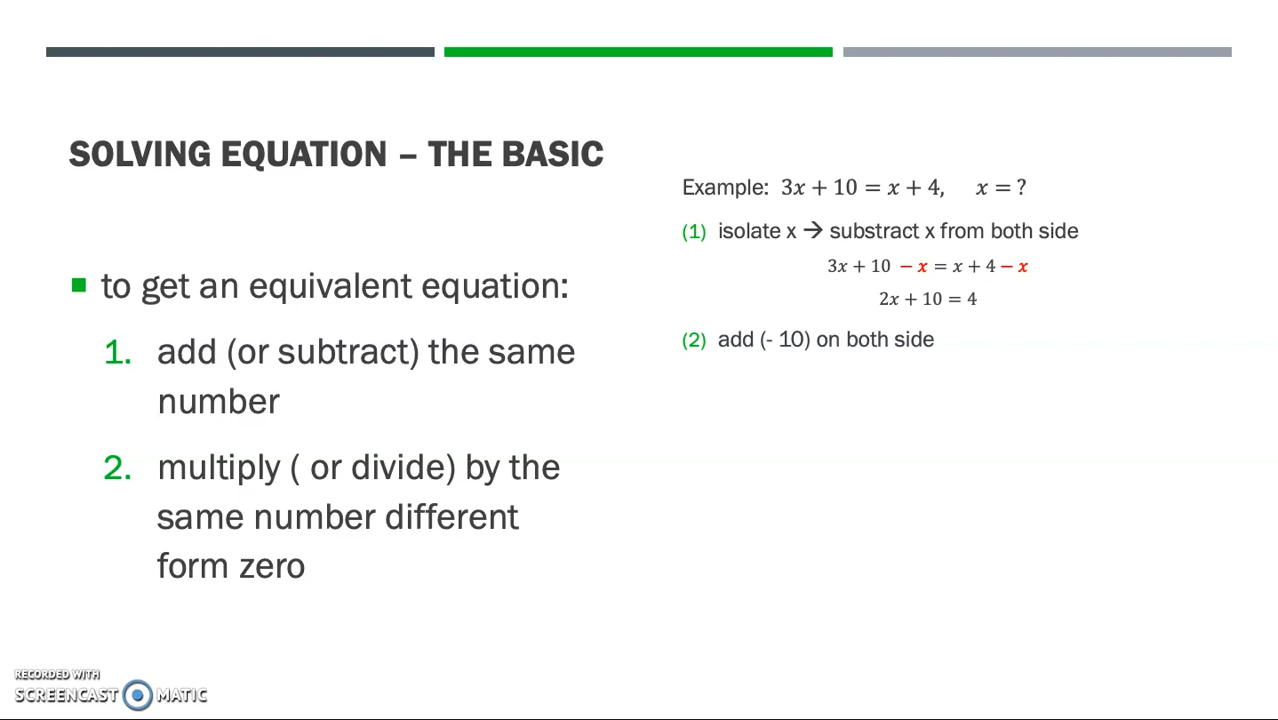 SOLVING EQUATION – THE BASIC
to get an equivalent equation:
1. add (or subtract) the same
number
2. multiply ( or divide) by the
same number different
form zero
Example: 3x + 10 = x + 4, x = ?
(1) isolate x → substract x from both side
3x + 10 − x = x + 4 − x
2x + 10 = 4
(2) add (- 10) on both side
RECORDED WITH
SCREENCAST MATIC